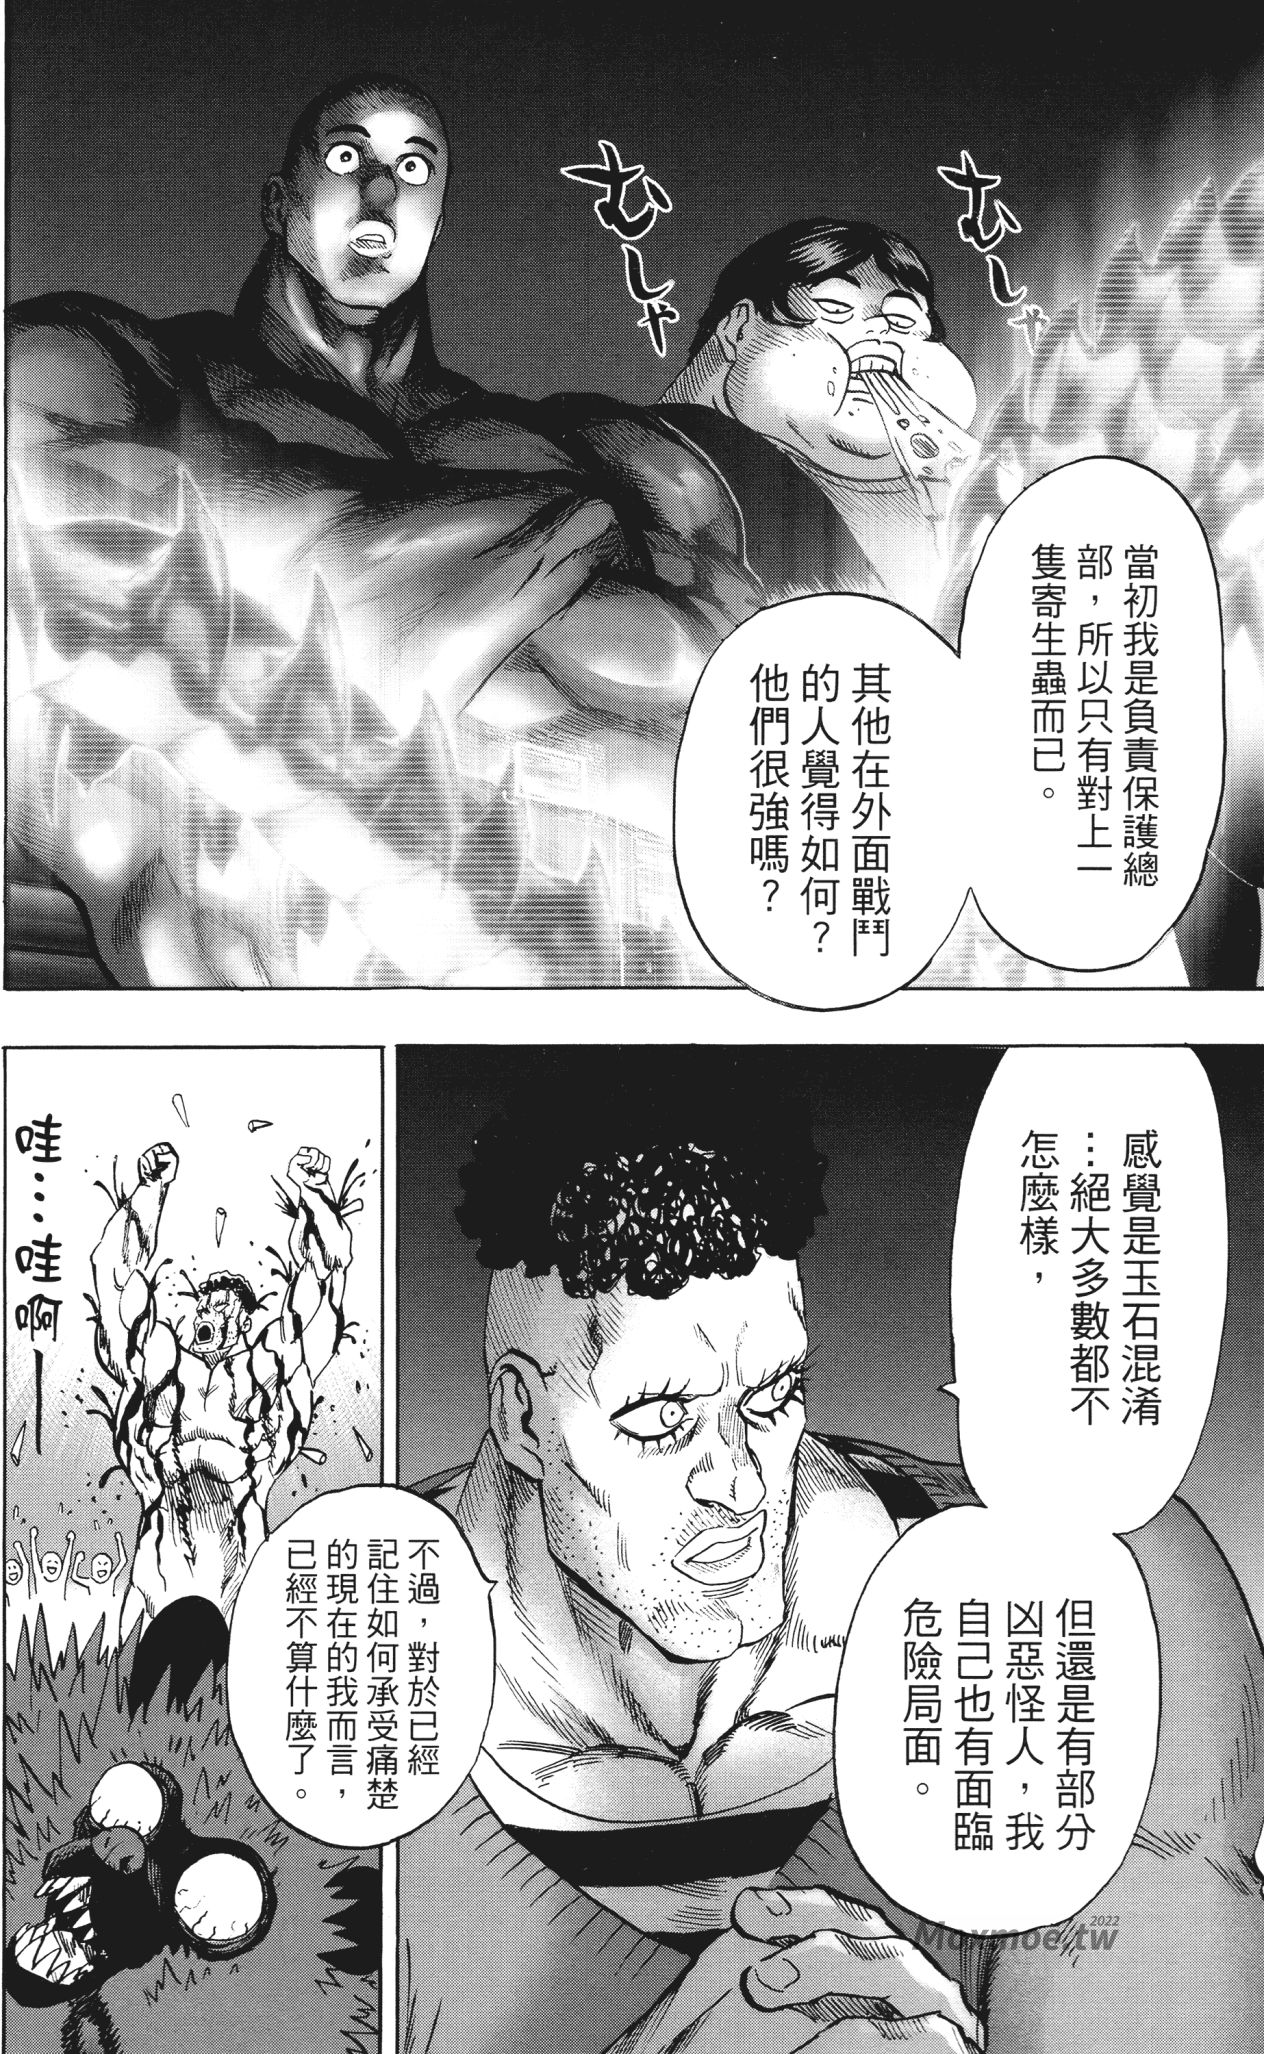 むしゃ
むしゃ
當初我是負責保護總
部，所以只有對上一
隻寄生蟲而已。
其他在外面戰鬥
的人覺得如何？
他們很強嗎？
感覺是玉石混淆
…絕大多數都不
怎麼樣，
但還是有部分
凶惡怪人，我
自己也有面臨
危險局面。
哇…哇啊——
不過，對於已經
記住如何承受痛楚
的現在的我而言，
已經不算什麼了。
Moxmoe.tw
2022